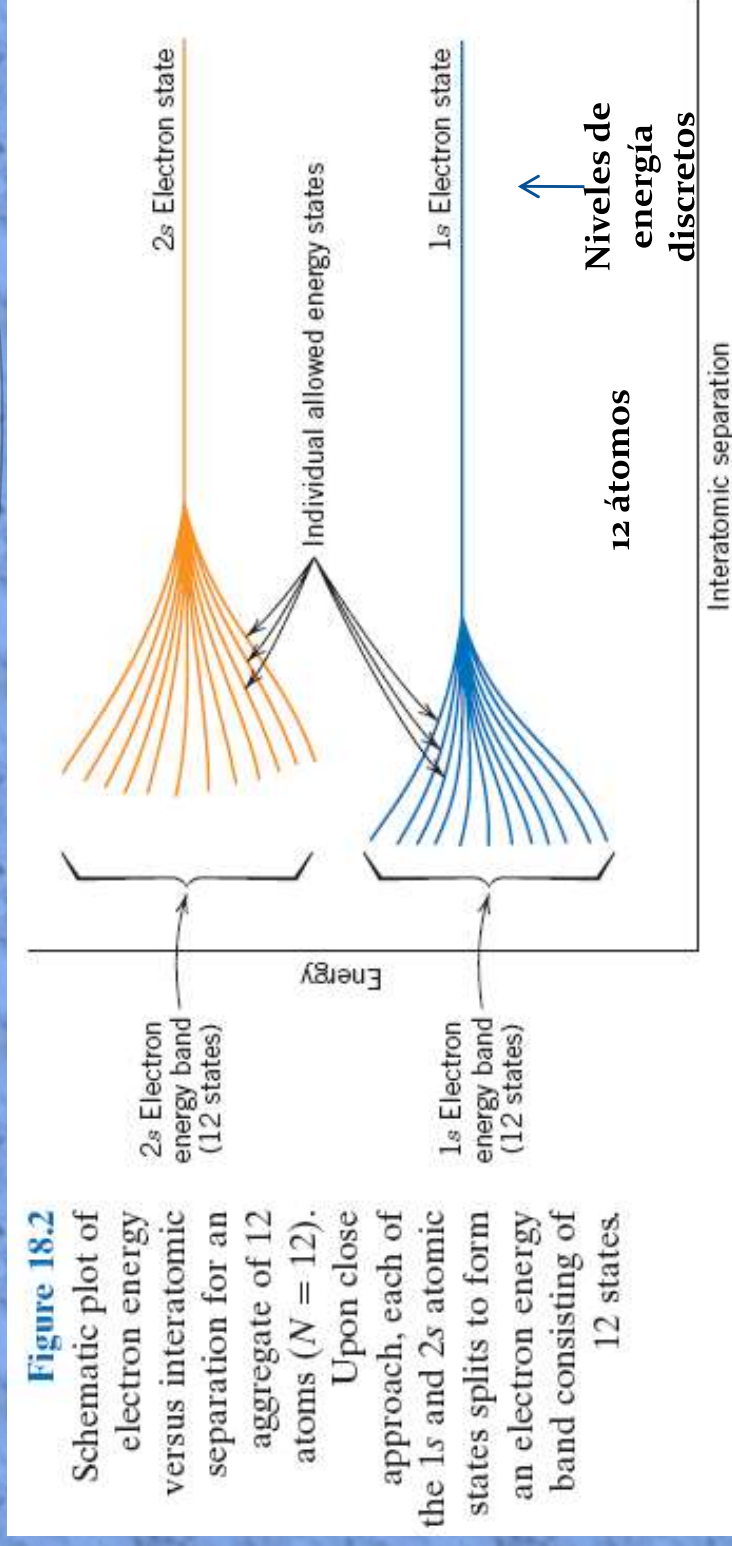 Figure 18.2
Schematic plot of
electron energy
versus interatomic
separation for an
aggregate of 12
atoms (N = 12).
Upon close
approach, each of
the 1s and 2s atomic
states splits to form
an electron energy
band consisting of
12 states.
2s Electron
energy band
(12 states)
1s Electron
energy band
(12 states)
Energy
2s Electron state
Individual allowed energy states
1s Electron state
Niveles de
energía
discretos
12 átomos
Interatomic separation